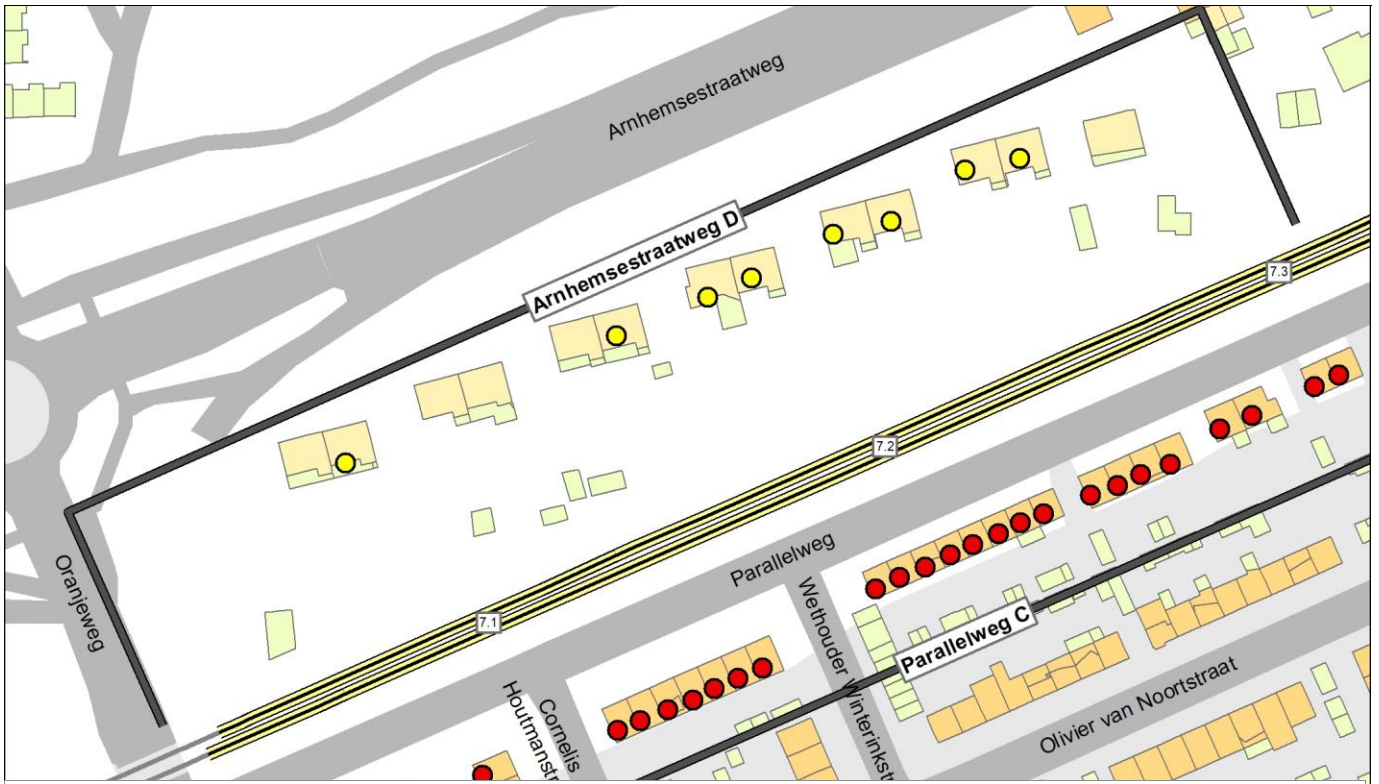 Arnhemsestraatweg
Arnhemsestraatweg D
7.3
7.2
Oranjeweg
Parallelweg
7.1
Parallelweg C
Wethouder Winterinkst
Cornelis
Houtmanstr
Olivier van Noortstraat